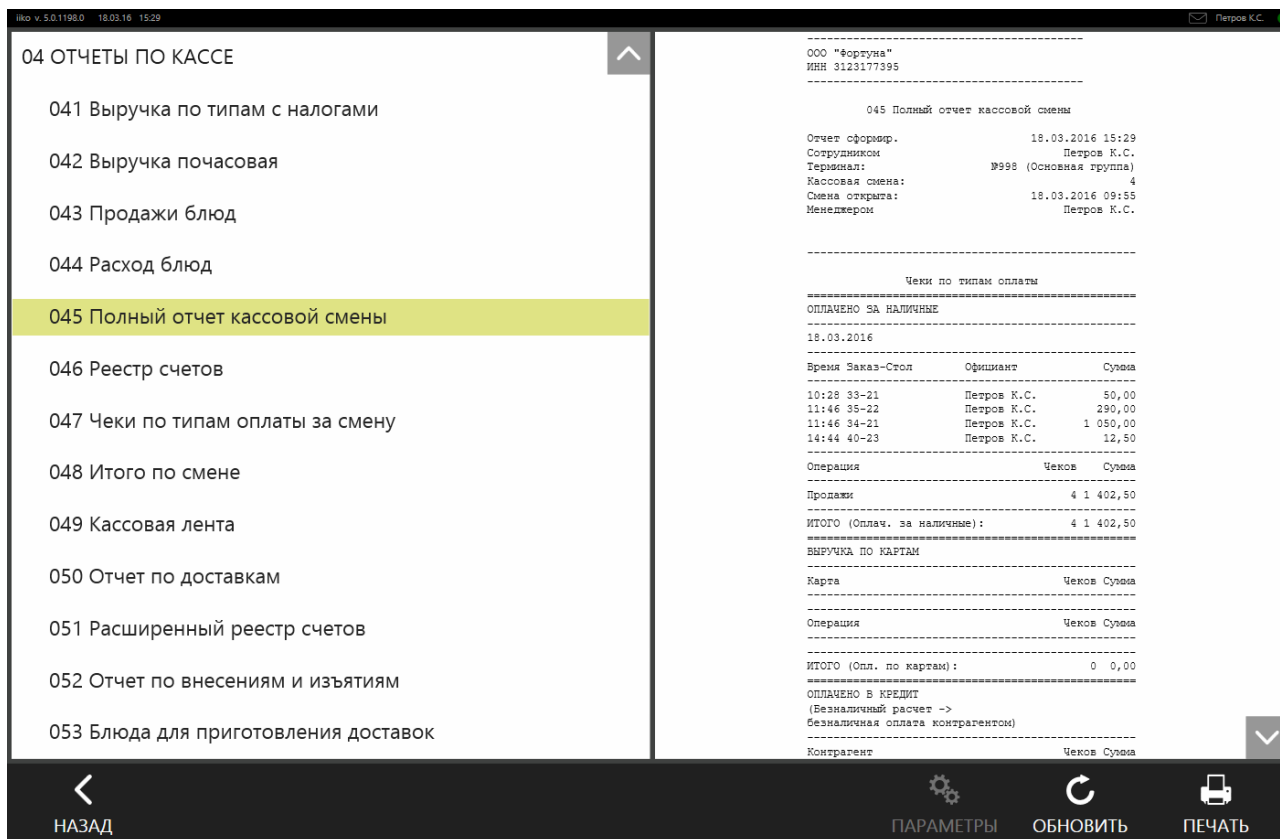 iiko v. 5.0.1198.0 18.03.16 15:29 Петров К.С.
04 ОТЧЕТЫ ПО КАССЕ
041 Выручка по типам с налогами
042 Выручка почасовая
043 Продажи блюд
044 Расход блюд
045 Полный отчет кассовой смены
046 Реестр счетов
047 Чеки по типам оплаты за смену
048 Итого по смене
049 Кассовая лента
050 Отчет по доставкам
051 Расширенный реестр счетов
052 Отчет по внесениям и изъятиям
053 Блюда для приготовления доставок
ООО "Фортуна"
ИНН 3123177395
045 Полный отчет кассовой смены
Отчет сформир. 18.03.2016 15:29
Сотрудником Петров К.С.
Терминал: №998 (Основная группа)
Кассовая смена: 4
Смена открыта: 18.03.2016 09:55
Менеджером Петров К.С.
Чеки по типам оплаты
ОПЛАЧЕНО ЗА НАЛИЧНЫЕ
18.03.2016
Время Заказ-Стол Официант Сумма
10:28 33-21 Петров К.С. 50,00
11:46 35-22 Петров К.С. 290,00
11:46 34-21 Петров К.С. 1 050,00
14:44 40-23 Петров К.С. 12,50
Операция Чеков Сумма
Продажи 4 1 402,50
ИТОГО (Оплач. за наличные): 4 1 402,50
ВЫРУЧКА ПО КАРТАМ
Карта Чеков Сумма
Операция Чеков Сумма
ИТОГО (Опл. по картам): 0 0,00
ОПЛАЧЕНО В КРЕДИТ
(Безналичный расчет ->
безналичная оплата контрагентом)
Контрагент Чеков Сумма
НАЗАД
ПАРАМЕТРЫ
ОБНОВИТЬ
ПЕЧАТЬ